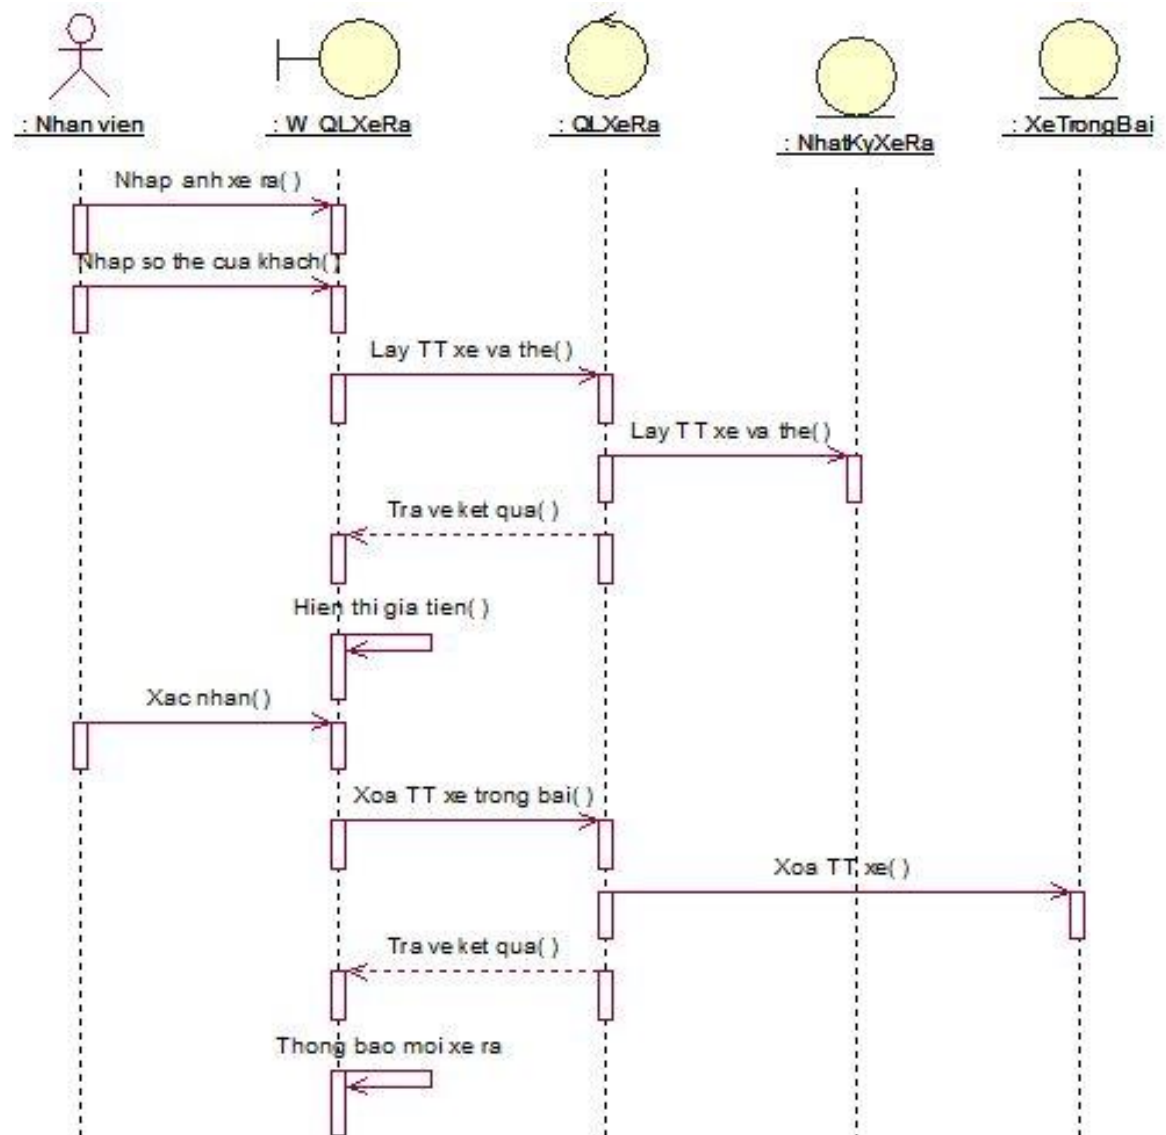 : Nhan vien
: W_QLXeRa
: QLXeRa
: NhatKyXeRa
: XeTrongBai
Nhap anh xe ra( )
Nhap so the cua khach( )
Lay TT xe va the( )
Lay TT xe va the( )
Tra ve ket qua( )
Hien thi gia tien( )
Xac nhan( )
Xoa TT xe trong bai( )
Xoa TT xe( )
Tra ve ket qua( )
Thong bao moi xe ra